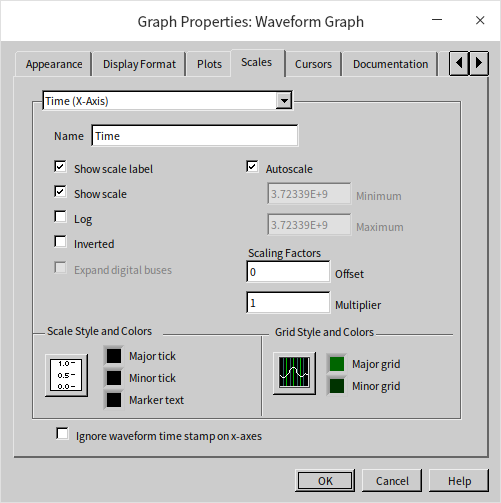 Graph Properties: Waveform Graph
Appearance Display Format Plots Scales Cursors Documentation
Time (X-Axis)
Name Time
Show scale label
Autoscale
Show scale
3.72339E+9 Minimum
Log
3.72339E+9 Maximum
Inverted
Scaling Factors
Expand digital buses
0 Offset
1 Multiplier
Scale Style and Colors
Grid Style and Colors
1.0
0.5
0.0
Major tick
Minor tick
Marker text
Major grid
Minor grid
Ignore waveform time stamp on x-axes
OK Cancel Help